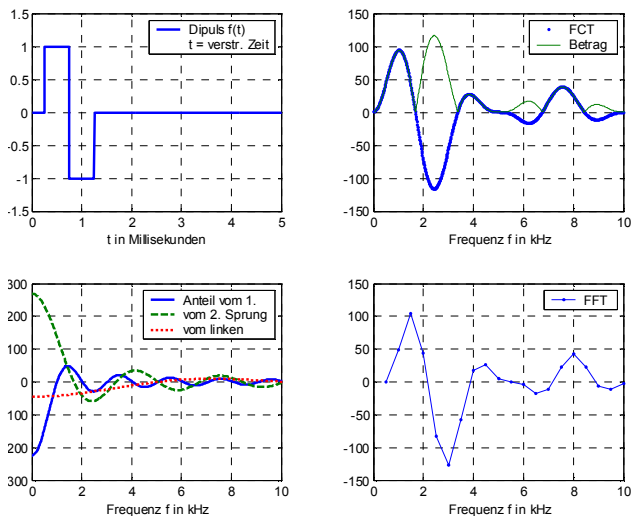 1.5
1
0.5
0
-0.5
-1
-1.5
0 1 2 3 4 5
t in Millisekunden
Dipuls f(t)
t = verstr. Zeit
150
100
50
0
-50
-100
0 2 4 6 8 10
Frequenz f in kHz
FCT
Betrag
300
200
100
0
100
200
300
0 2 4 6 8 10
Frequenz f in kHz
Anteil vom 1.
vom 2. Sprung
vom linken
150
100
50
0
-50
-100
-150
0 2 4 6 8 10
Frequenz f in kHz
FFT